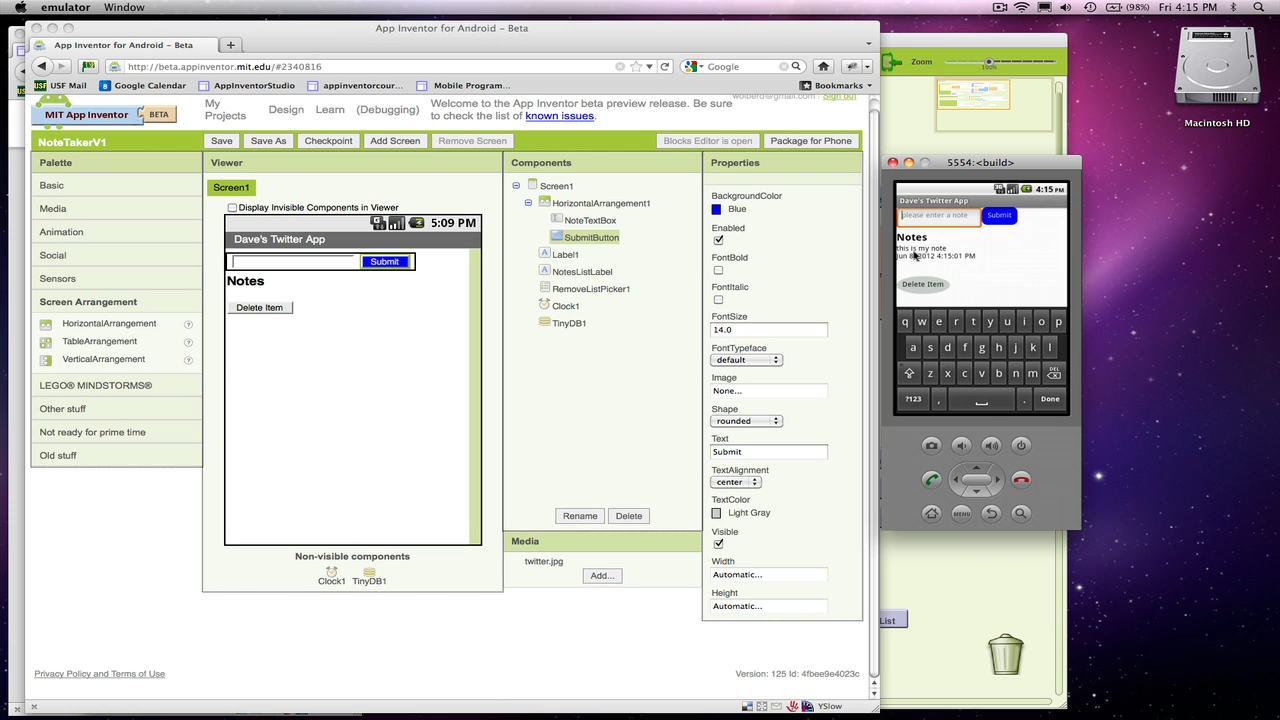 emulator Window (98%) Fri 4:15 PM
App Inventor for Android – Beta
App Inventor for Android – Beta
http://beta.appinventor.mit.edu/#2340816
Google
USF Mail Google Calendar AppInventorStudio appinventorcour... Mobile Program... Bookmarks
MIT App Inventor BETA
My Projects Design Learn (Debugging)
Welcome to the App Inventor beta preview release. Be sure to check the list of known issues.
NoteTakerV1
Save Save As Checkpoint Add Screen Remove Screen Blocks Editor is open Package for Phone
Palette
Basic
Media
Animation
Social
Sensors
Screen Arrangement
HorizontalArrangement
TableArrangement
VerticalArrangement
LEGO® MINDSTORMS®
Other stuff
Not ready for prime time
Old stuff
Viewer
Screen1
Display Invisible Components in Viewer
5:09 PM
Dave's Twitter App
Submit
Notes
Delete Item
Non-visible components
Clock1 TinyDB1
Components
Screen1
HorizontalArrangement1
NoteTextBox
SubmitButton
Label1
NotesListLabel
RemoveListPicker1
Clock1
TinyDB1
Rename Delete
Media
twitter.jpg
Add...
Properties
BackgroundColor
Blue
Enabled
FontBold
FontItalic
FontSize
14.0
FontTypeface
default
Image
None...
Shape
rounded
Text
Submit
TextAlignment
center
TextColor
Light Gray
Visible
Width
Automatic...
Height
Automatic...
Privacy Policy and Terms of Use
Version: 125 Id: 4fbee9e4023c
YSlow
Zoom
100%
Macintosh HD
5554:<build>
4:15 PM
Dave's Twitter App
please enter a note Submit
Notes
this is my note
Jun 8, 2012 4:15:01 PM
Delete Item
q w e r t y u i o p
a s d f g h j k l
z x c v b n m DEL
?123 , . Done
MENU
List